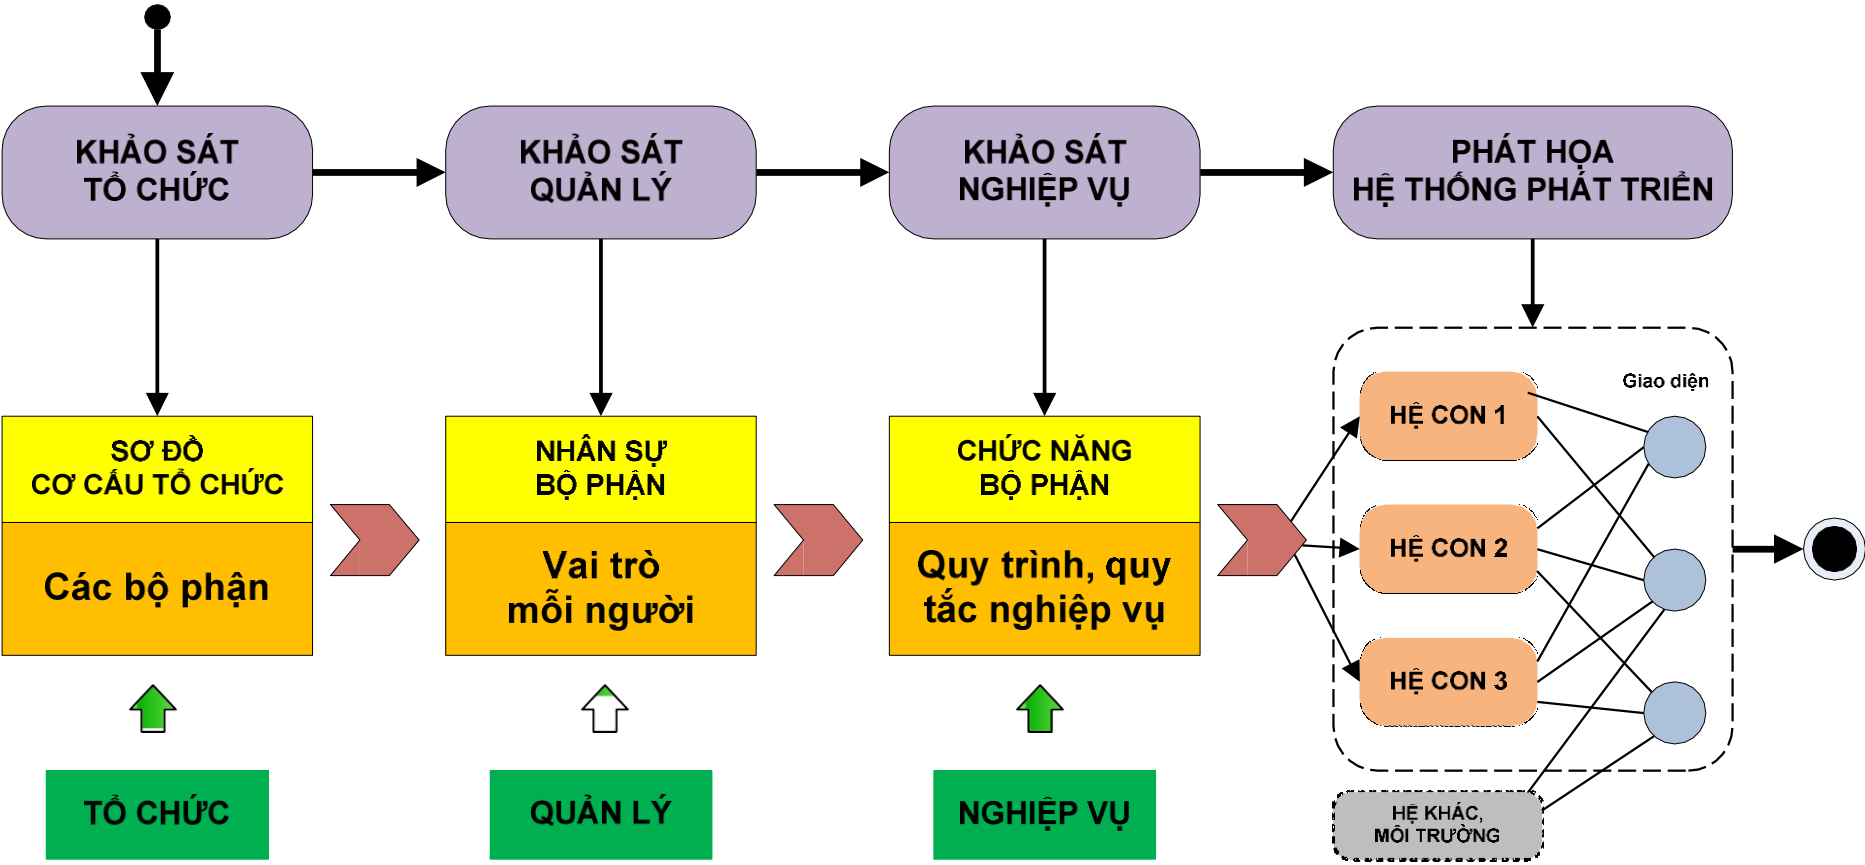 KHẢO SÁT
TỔ CHỨC
KHẢO SÁT
QUẢN LÝ
KHẢO SÁT
NGHIỆP VỤ
PHÁT HỌA
HỆ THỐNG PHÁT TRIỂN
SƠ ĐỒ
CƠ CẤU TỔ CHỨC
Các bộ phận
NHÂN SỰ
BỘ PHẬN
Vai trò
mỗi người
CHỨC NĂNG
BỘ PHẬN
Quy trình, quy
tắc nghiệp vụ
Giao diện
HỆ CON 1
HỆ CON 2
HỆ CON 3
TỔ CHỨC
QUẢN LÝ
NGHIỆP VỤ
HỆ KHÁC,
MÔI TRƯỜNG